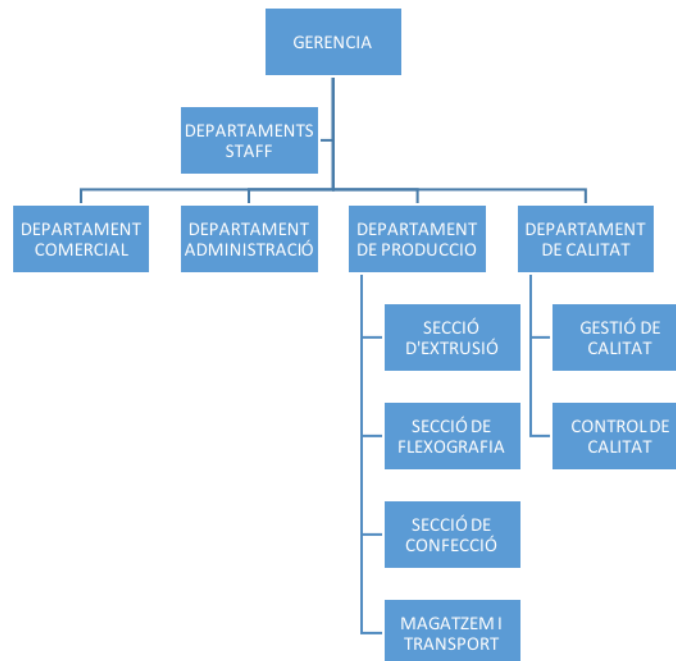 GERENCIA
DEPARTAMENTS
STAFF
DEPARTAMENT
COMERCIAL
DEPARTAMENT
ADMINISTRACIÓ
DEPARTAMENT
DE PRODUCCIO
DEPARTAMENT
DE CALITAT
SECCIÓ
D'EXTRUSIÓ
SECCIÓ DE
FLEXOGRAFIA
SECCIÓ DE
CONFECCIÓ
MAGATZEM I
TRANSPORT
GESTIÓ DE
CALITAT
CONTROL DE
CALITAT